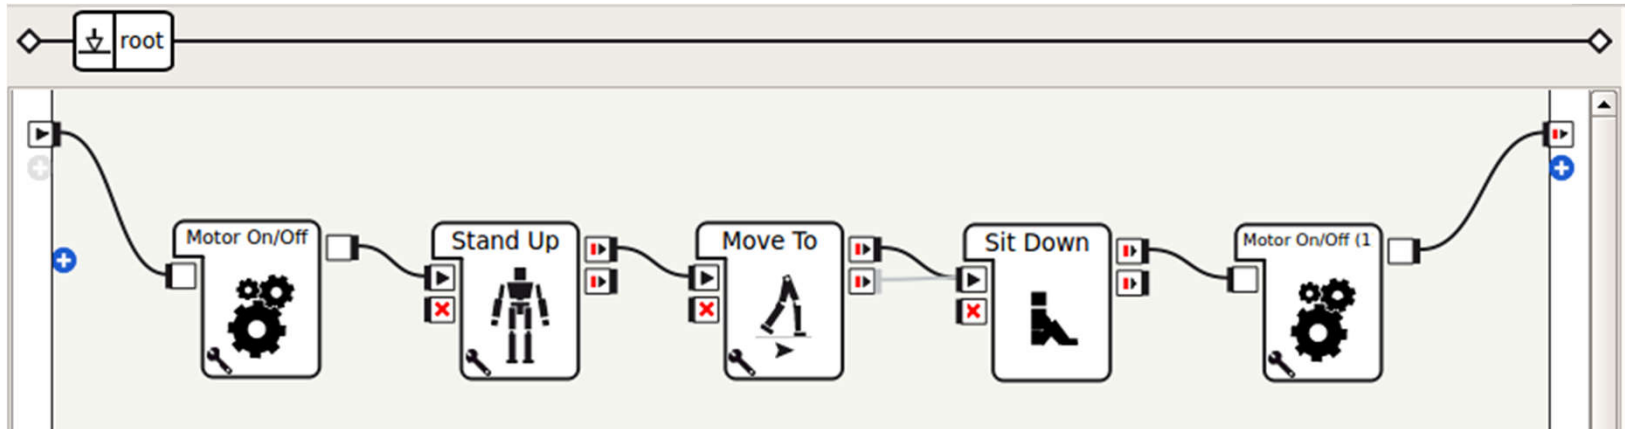 root
Motor On/Off
Stand Up
Move To
Sit Down
Motor On/Off (1